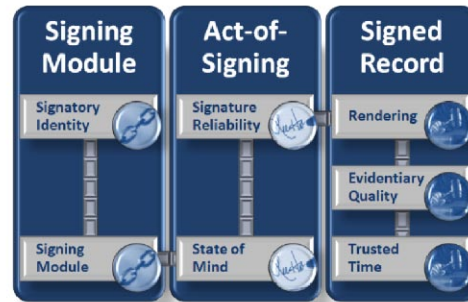 Signing
Module
Signatory
Identity
Signing
Module
Act-of-
Signing
Signature
Reliability
State of
Mind
Signed
Record
Rendering
Evidentiary
Quality
Trusted
Time